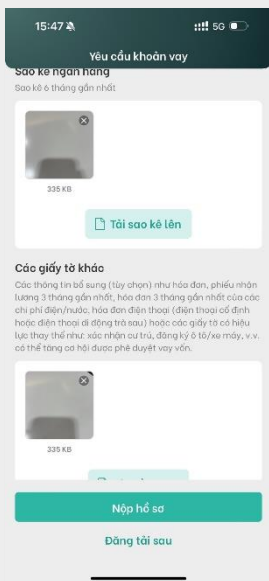 15:47
5G
Yêu cầu khoản vay
Sao kê ngân hàng
Sao kê 6 tháng gần nhất
335 KB
Tải sao kê lên
Các giấy tờ khác
Các thông tin bổ sung (tùy chọn) như hóa đơn, phiếu nhận
lương 3 tháng gần nhất, hóa đơn 3 tháng gần nhất của các
chi phí điện/nước, hóa đơn điện thoại (điện thoại cố định
hoặc điện thoại di động trả sau) hoặc các giấy tờ có hiệu
lực thay thế như: xác nhận cư trú, đăng ký ô tô/xe máy, v.v.
có thể tăng cơ hội được phê duyệt vay vốn.
335 KB
Nộp hồ sơ
Đăng tải sau